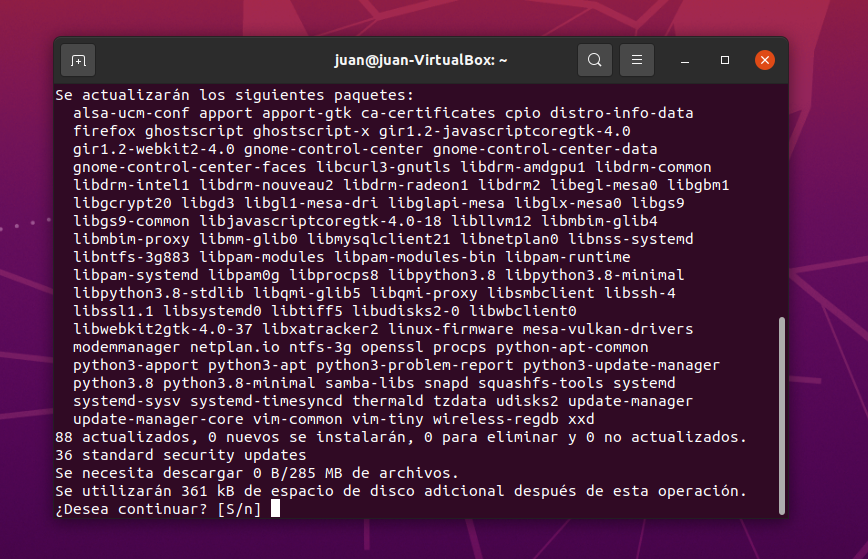 juan@juan-VirtualBox: ~
Se actualizarán los siguientes paquetes:
alsa-ucm-conf apport apport-gtk ca-certificates cpio distro-info-data
firefox ghostscript ghostscript-x gir1.2-javascriptcoregtk-4.0
gir1.2-webkit2-4.0 gnome-control-center gnome-control-center-data
gnome-control-center-faces libcurl3-gnutls libdrm-amdgpu1 libdrm-common
libdrm-intel1 libdrm-nouveau2 libdrm-radeon1 libdrm2 libegl-mesa0 libgbm1
libgcrypt20 libgd3 libgl1-mesa-dri libglapi-mesa libglx-mesa0 libgs9
libgs9-common libjavascriptcoregtk-4.0-18 libllvm12 libmbim-glib4
libmbim-proxy libmm-glib0 libmysqlclient21 libnetplan0 libnss-systemd
libntfs-3g883 libpam-modules libpam-modules-bin libpam-runtime
libpam-systemd libpam0g libprocps8 libpython3.8 libpython3.8-minimal
libpython3.8-stdlib libqmi-glib5 libqmi-proxy libsmbclient libssh-4
libssl1.1 libsystemd0 libtiff5 libudisks2-0 libwbclient0
libwebkit2gtk-4.0-37 libxatracker2 linux-firmware mesa-vulkan-drivers
modemmanager netplan.io ntfs-3g openssl procps python-apt-common
python3-apport python3-apt python3-problem-report python3-update-manager
python3.8 python3.8-minimal samba-libs snapd squashfs-tools systemd
systemd-sysv systemd-timesyncd thermald tzdata udisks2 update-manager
update-manager-core vim-common vim-tiny wireless-regdb xxd
88 actualizados, 0 nuevos se instalarán, 0 para eliminar y 0 no actualizados.
36 standard security updates
Se necesita descargar 0 B/285 MB de archivos.
Se utilizarán 361 kB de espacio de disco adicional después de esta operación.
¿Desea continuar? [S/n]